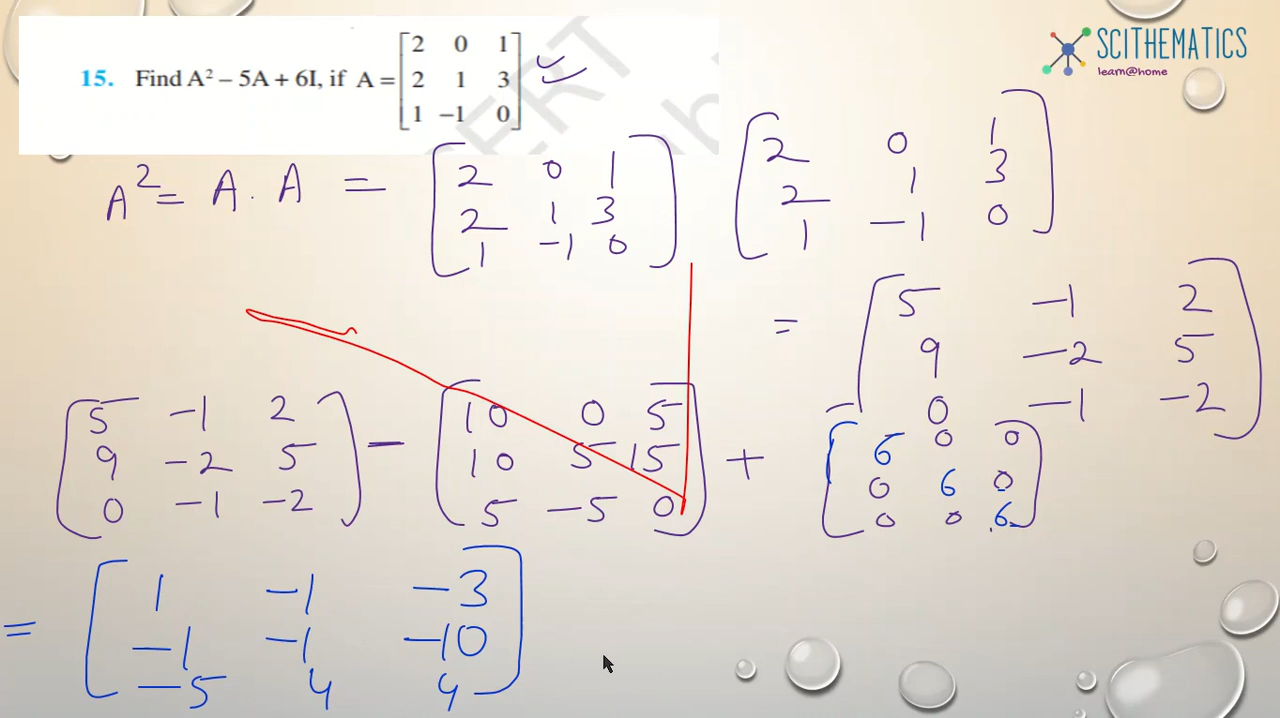 SCITHEMATICS
learn@home
15. Find A² – 5A + 6I, if A = [2 0 1
2 1 3
1 –1 0]
A² = A . A = [2 0 1 [2 0 1
2 1 3 2 1 3
1 -1 0] 1 -1 0]
= [5 -1 2
9 -2 5
0 -1 -2]
[5 -1 2 - [10 0 5 + [6 0 0
9 -2 5 10 5 15 0 6 0
0 -1 -2] 5 -5 0] 0 0 6]
= [1 -1 -3
-1 -1 -10
-5 4 4]